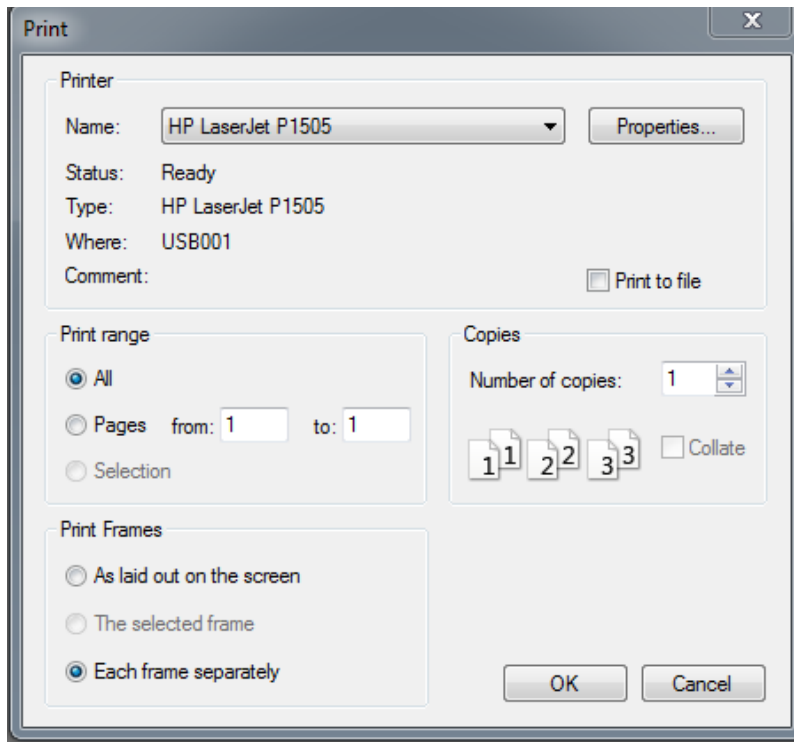 Print X
Printer
Name: HP LaserJet P1505 Properties...
Status: Ready
Type: HP LaserJet P1505
Where: USB001
Comment:
Print to file
Print range
All
Pages from: 1 to: 1
Selection
Copies
Number of copies: 1
1 1 2 2 3 3 Collate
Print Frames
As laid out on the screen
The selected frame
Each frame separately
OK Cancel